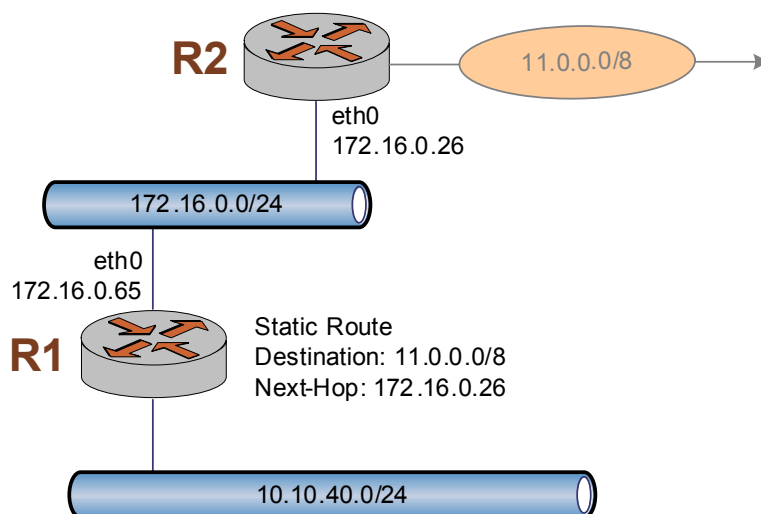 R2
11.0.0.0/8
eth0
172.16.0.26
172.16.0.0/24
eth0
172.16.0.65
R1
Static Route
Destination: 11.0.0.0/8
Next-Hop: 172.16.0.26
10.10.40.0/24